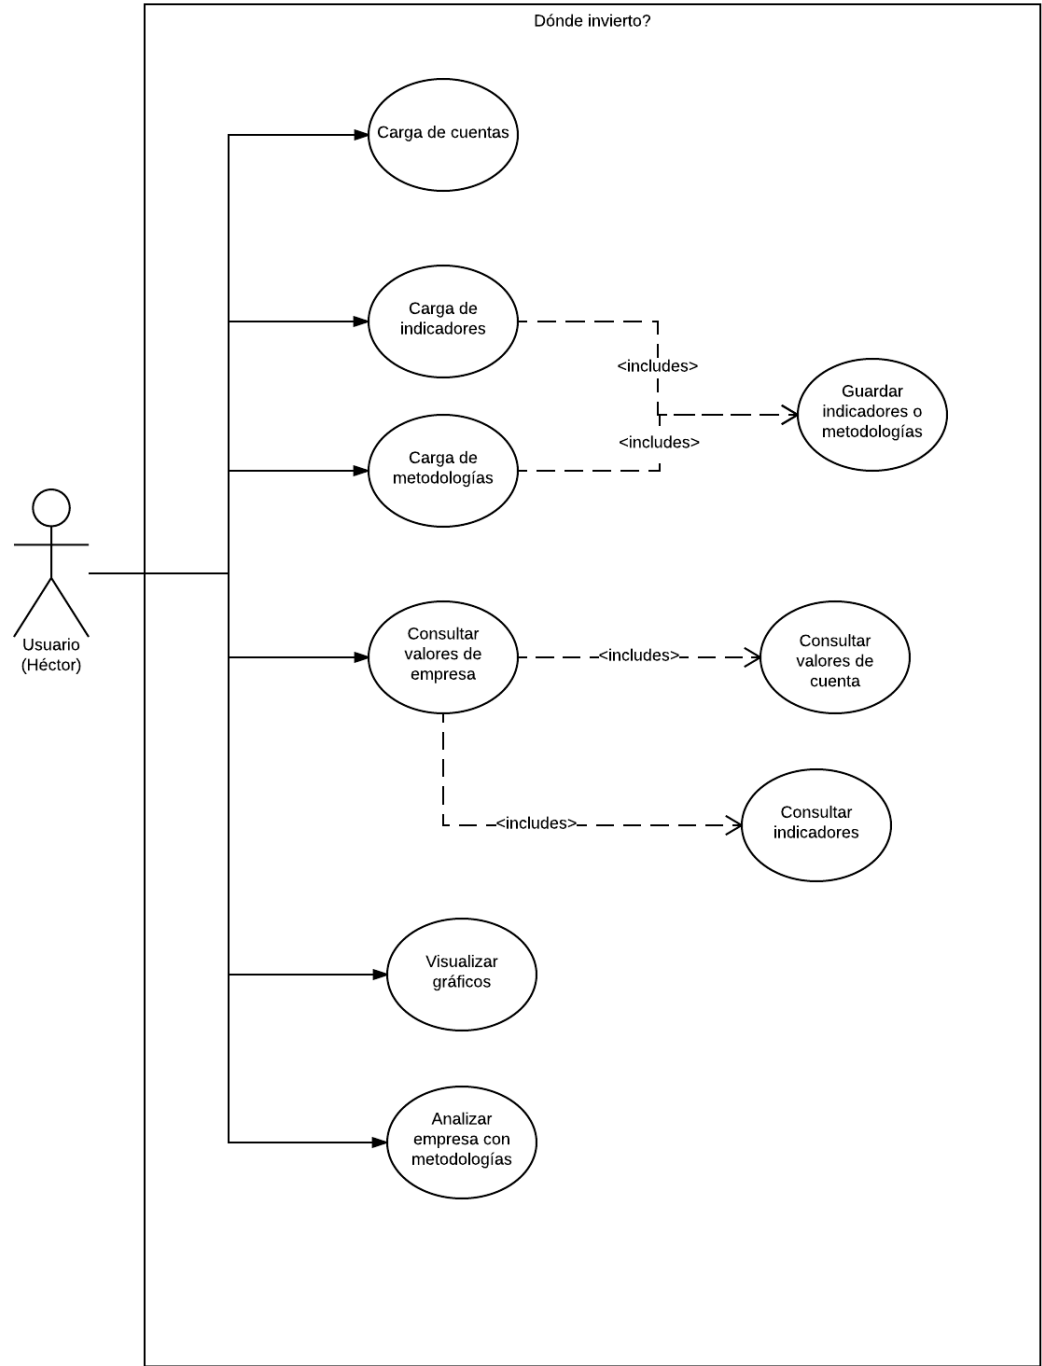 Dónde invierto?
Carga de cuentas
Carga de
indicadores
<includes>
Guardar
indicadores o
metodologías
<includes>
Carga de
metodologías
Usuario
(Héctor)
Consultar
valores de
empresa
<includes>
Consultar
valores de
cuenta
<includes>
Consultar
indicadores
Visualizar
gráficos
Analizar
empresa con
metodologías